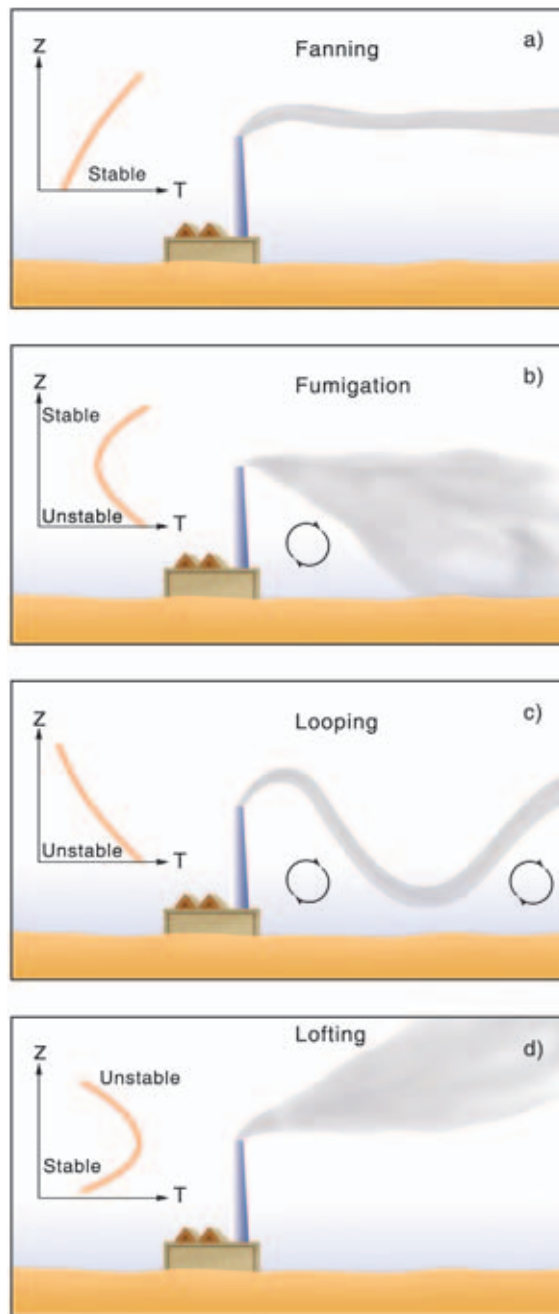 a)
Fanning
Z
Stable
T
b)
Fumigation
Z
Stable
Unstable
T
c)
Looping
Z
Unstable
T
Lofting
d)
Z
Unstable
Stable
T